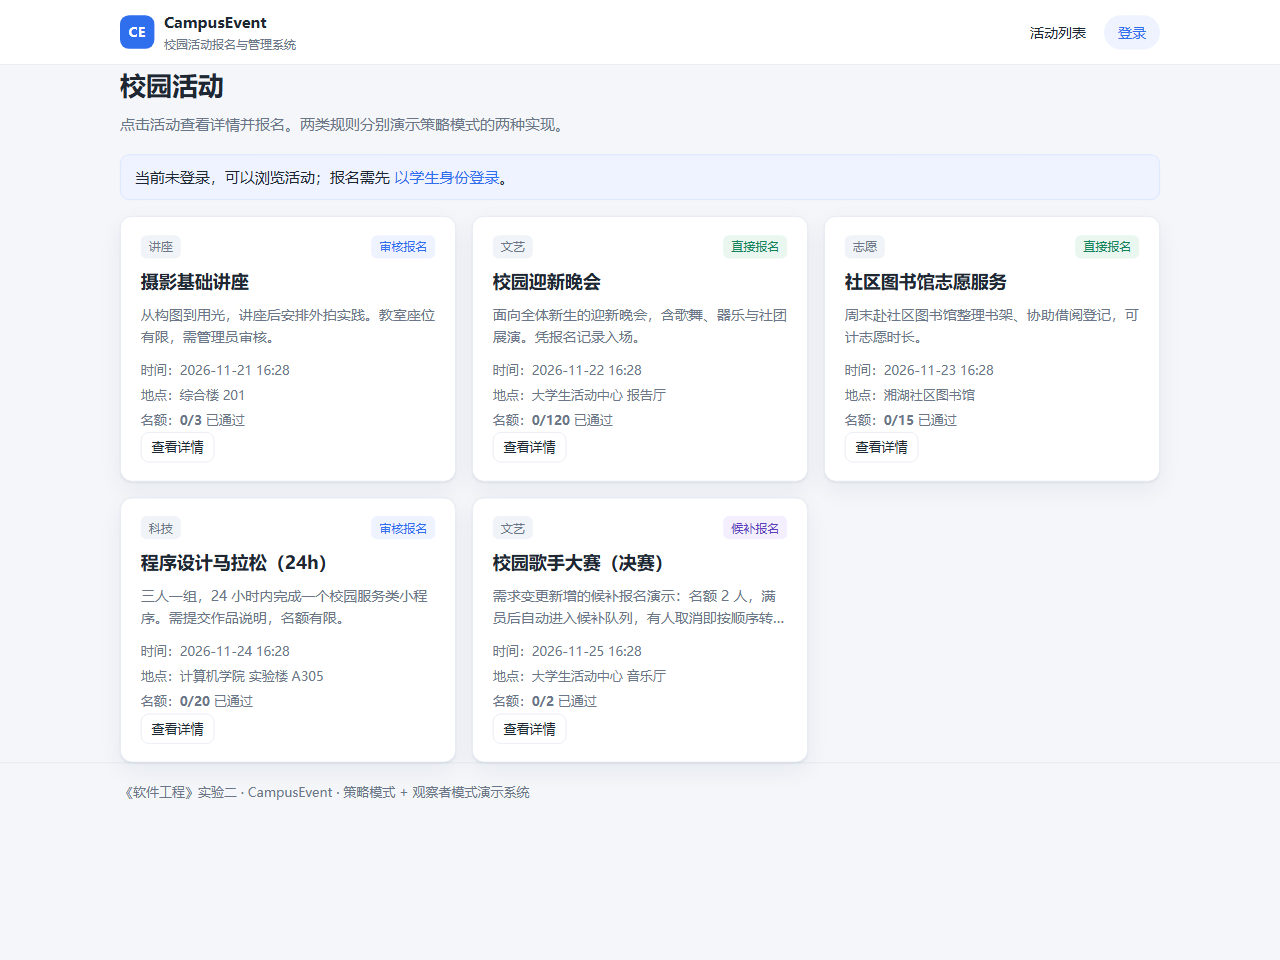 CE
CampusEvent
校园活动报名与管理系统
活动列表
登录
校园活动
点击活动查看详情并报名。两类规则分别演示策略模式的两种实现。
当前未登录，可以浏览活动；报名需先 以学生身份登录。
讲座
审核报名
摄影基础讲座
从构图到用光，讲座后安排外拍实践。教室座位
有限，需管理员审核。
时间：2026-11-21 16:28
地点：综合楼 201
名额：0/3 已通过
查看详情
文艺
直接报名
校园迎新晚会
面向全体新生的迎新晚会，含歌舞、器乐与社团
展演。凭报名记录入场。
时间：2026-11-22 16:28
地点：大学生活动中心 报告厅
名额：0/120 已通过
查看详情
志愿
直接报名
社区图书馆志愿服务
周末赴社区图书馆整理书架、协助借阅登记，可
计志愿时长。
时间：2026-11-23 16:28
地点：湘湖社区图书馆
名额：0/15 已通过
查看详情
科技
审核报名
程序设计马拉松（24h）
三人一组，24 小时内完成一个校园服务类小程
序。需提交作品说明，名额有限。
时间：2026-11-24 16:28
地点：计算机学院 实验楼 A305
名额：0/20 已通过
查看详情
文艺
候补报名
校园歌手大赛（决赛）
需求变更新增的候补报名演示：名额 2 人，满
员后自动进入候补队列，有人取消即按顺序转...
时间：2026-11-25 16:28
地点：大学生活动中心 音乐厅
名额：0/2 已通过
查看详情
《软件工程》实验二 · CampusEvent · 策略模式 + 观察者模式演示系统